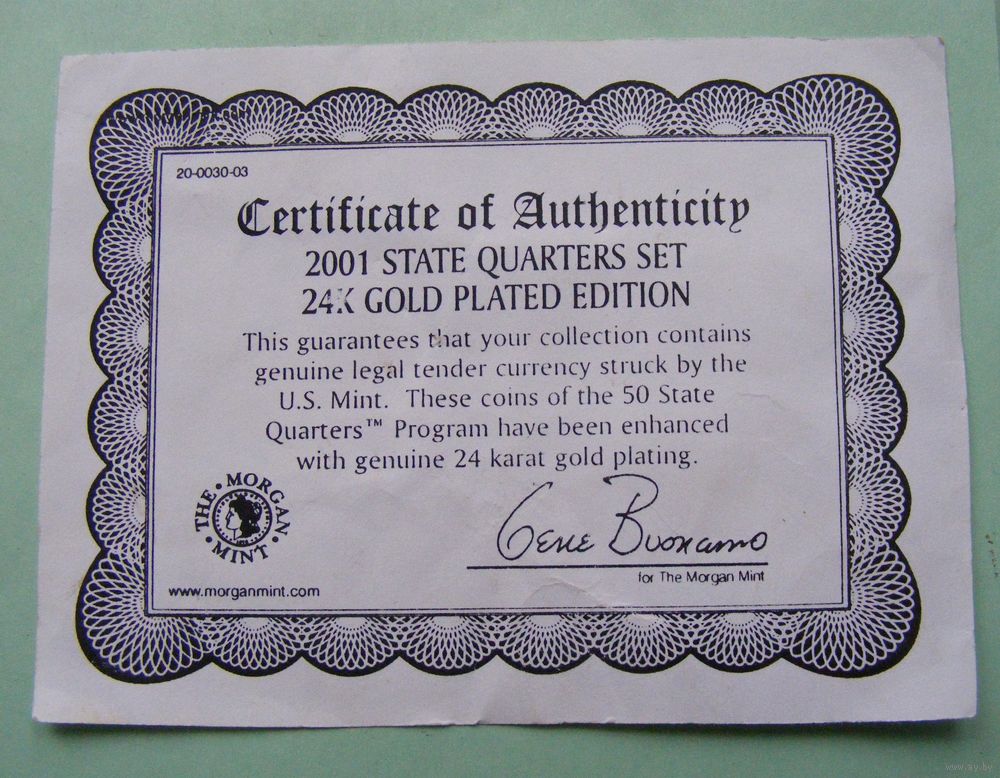 20-0030-03
Certificate of Authenticity
2001 STATE QUARTERS SET
24K GOLD PLATED EDITION
This guarantees that your collection contains
genuine legal tender currency struck by the
U.S. Mint. These coins of the 50 State
Quarters™ Program have been enhanced
with genuine 24 karat gold plating.
THE • MORGAN • MINT •
Gene Buonamo
for The Morgan Mint
www.morganmint.com
www.ay.by